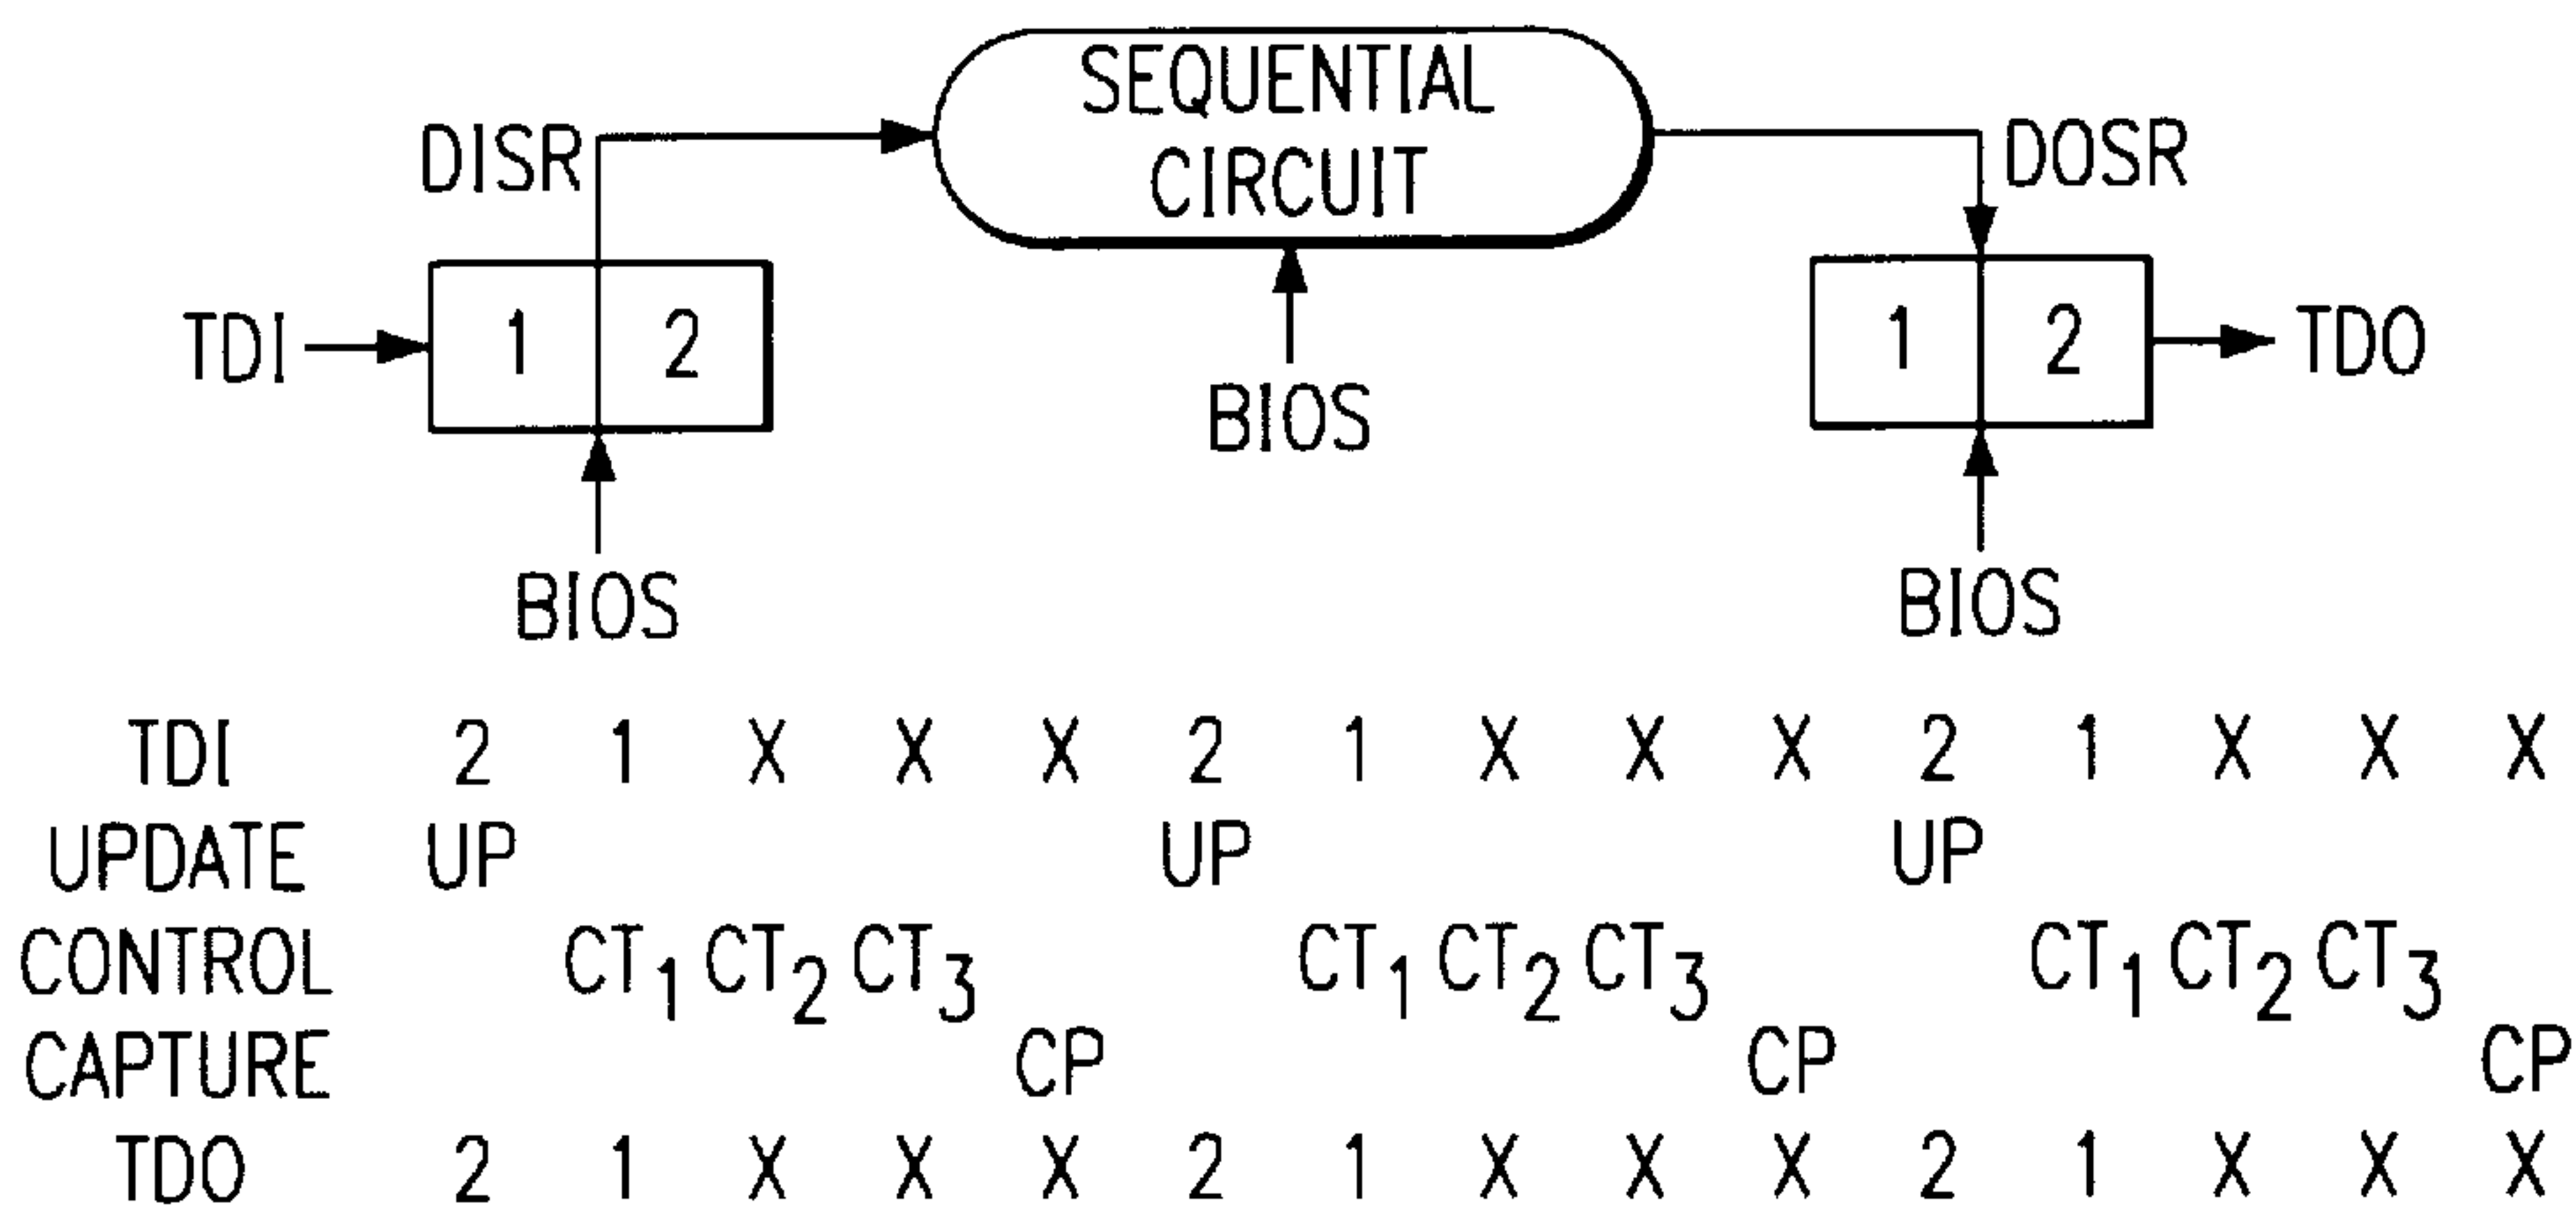 SEQUENTIAL
CIRCUIT
DISR
DOSR
TDI
1 2
1 2
TDO
BIOS
BIOS
BIOS
TDI 2 1 X X X 2 1 X X X 2 1 X X X
UPDATE UP UP UP
CONTROL CT1 CT2 CT3 CT1 CT2 CT3 CT1 CT2 CT3
CAPTURE CP CP CP
TDO 2 1 X X X 2 1 X X X 2 1 X X X